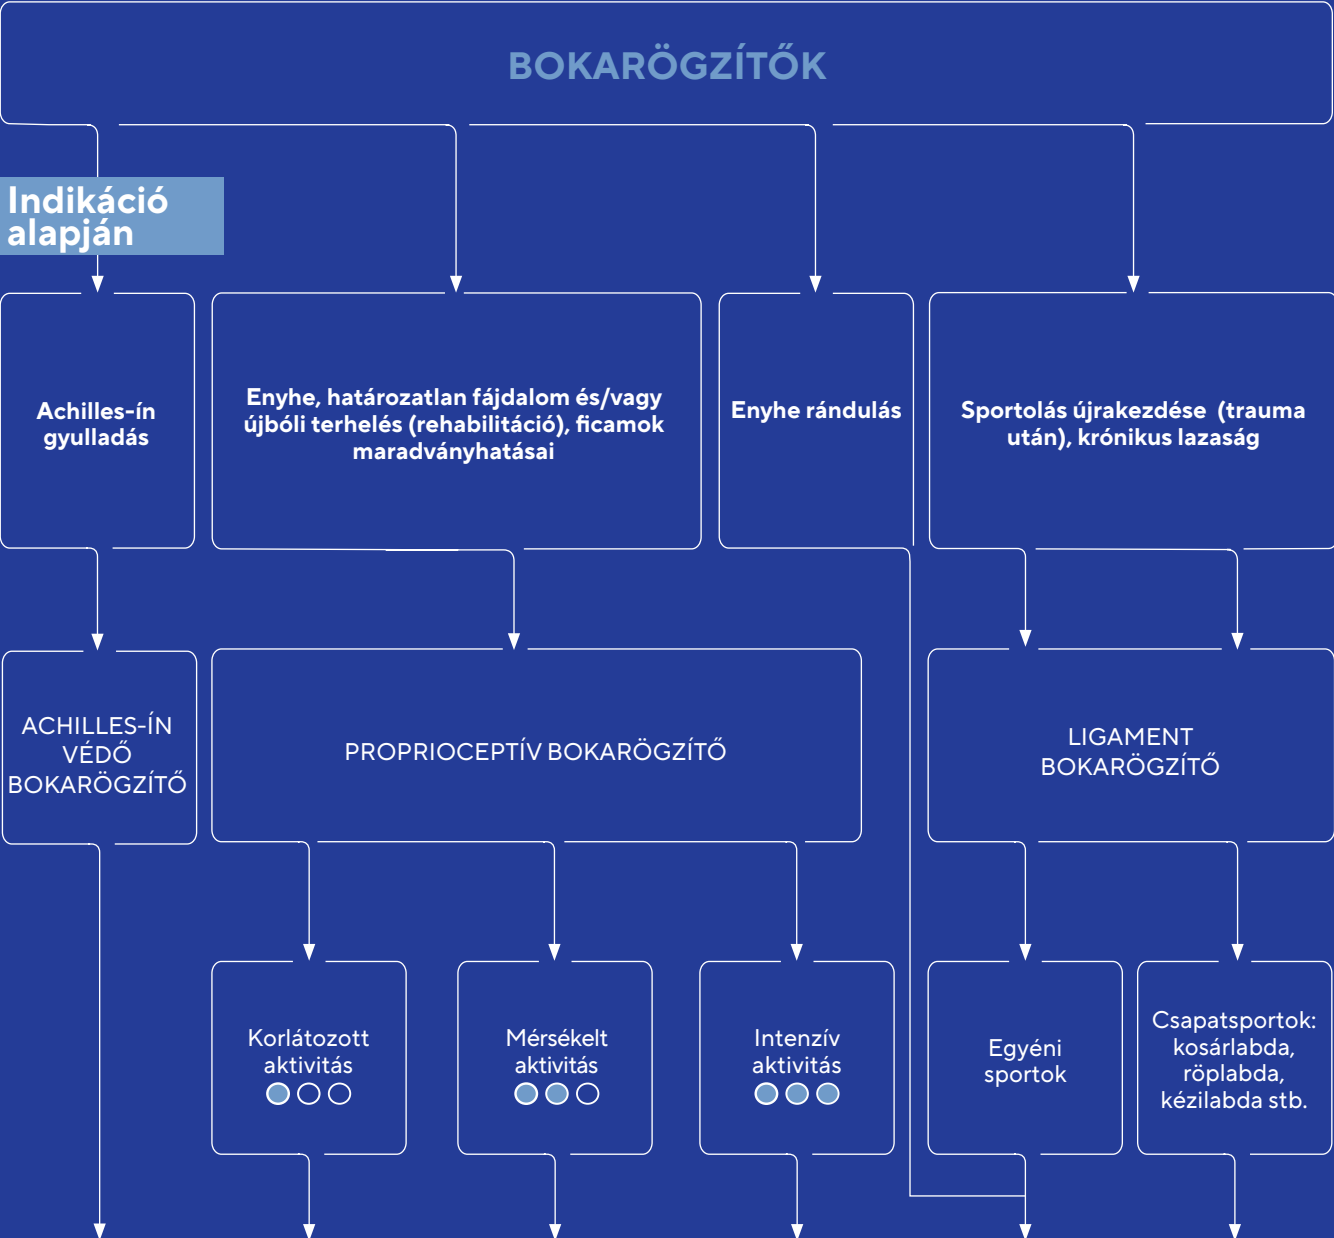 BOKARÖGZÍTŐK
Indikáció
alapján
Achilles-ín
gyulladás
Enyhe, határozatlan fájdalom és/vagy
újbóli terhelés (rehabilitáció), ficamok
maradványhatásai
Enyhe rándulás
Sportolás újrakezdése (trauma
után), krónikus lazaság
ACHILLES-ÍN
VÉDŐ
BOKARÖGZÍTŐ
PROPRIOCEPTÍV BOKARÖGZÍTŐ
LIGAMENT
BOKARÖGZÍTŐ
Korlátozott
aktivitás
Mérsékelt
aktivitás
Intenzív
aktivitás
Egyéni
sportok
Csapatsportok:
kosárlabda,
röplabda,
kézilabda stb.